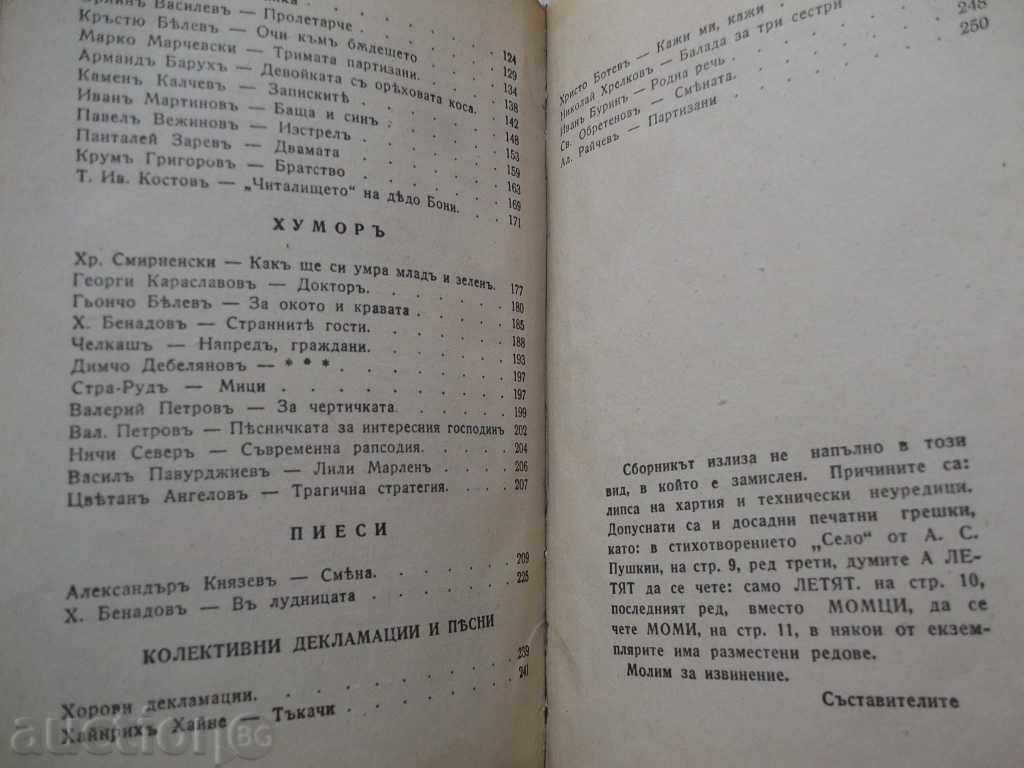 Василевъ — Пролетарче . . . . .
Кръстю Бѣлевъ — Очи къмъ бѫдещето . . . 124
Марко Марчевски — Тримата партизани. . . . 129
Армандъ Барухъ — Девойката съ орѣховата коса. 134
Каменъ Калчевъ — Запискитѣ . . . . . 138
Иванъ Мартиновъ — Баща и синъ . . . . 142
Павелъ Вежиновъ — Изстрелъ . . . . . 148
Панталей Заревъ — Двамата . . . . . 153
Крумъ Григоровъ — Братство . . . . . 159
Т. Ив. Костовъ — „Читалището“ на дѣдо Бони. . . 163
169
171
ХУМОРЪ
Хр. Смирненски — Какъ ще си умра младъ и зеленъ. 177
Георги Караславовъ — Докторъ. . . . . . 180
Гьончо Бѣлевъ — За окото и кравата . . . . 185
Х. Бенадовъ — Страннитѣ гости. . . . . 188
Челкашъ — Напредъ, граждани. . . . . . 193
Димчо Дебеляновъ — * * * . . . . . . 197
Стра-Рудъ — Мици . . . . . . . 197
Валерий Петровъ — За чертичката . . . . . 199
Вал. Петровъ — Пѣсничката за интересния господинъ 202
Нячи Северъ — Съвременна рапсодия. . . . . 204
Василъ Павурджиевъ — Лили Марленъ . . . . 206
Цвѣтанъ Ангеловъ — Трагична стратегия. . . . 207
ПИЕСИ
Александъръ Князевъ — Смѣна. . . . . . 209
Х. Бенадовъ — Въ лудницата . . . . . . 225
КОЛЕКТИВНИ ДЕКЛАМАЦИИ И ПѢСНИ
Хорови декламации. . . . . . . . 239
Хайнрихъ Хайне — Тъкачи . . . . . . 241
Христо Ботевъ — Кажи ми, кажи . . . .
Николай Хрелковъ — Балада за три сестри . . . 248
Иванъ Буринъ — Родна речь . . . . . 250
Св. Обретеновъ — Смѣната. . . . . .
Ал. Райчевъ — Партизани . . . . . .
Сборникът излиза не напълно в този
вид, в който е замислен. Причините са:
липса на хартия и технически неуредици.
Допуснати са и досадни печатни грешки,
като: в стихотворението „Село“ от А. С.
Пушкин, на стр. 9, ред трети, думите А ЛЕ-
ТЯТ да се чете: само ЛЕТЯТ. на стр. 10,
последният ред, вместо МОМЦИ, да се
чете МОМИ, на стр. 11, в някои от екзем-
плярите има разместени редове.
Молим за извинение.
Съставителите
auction.BG